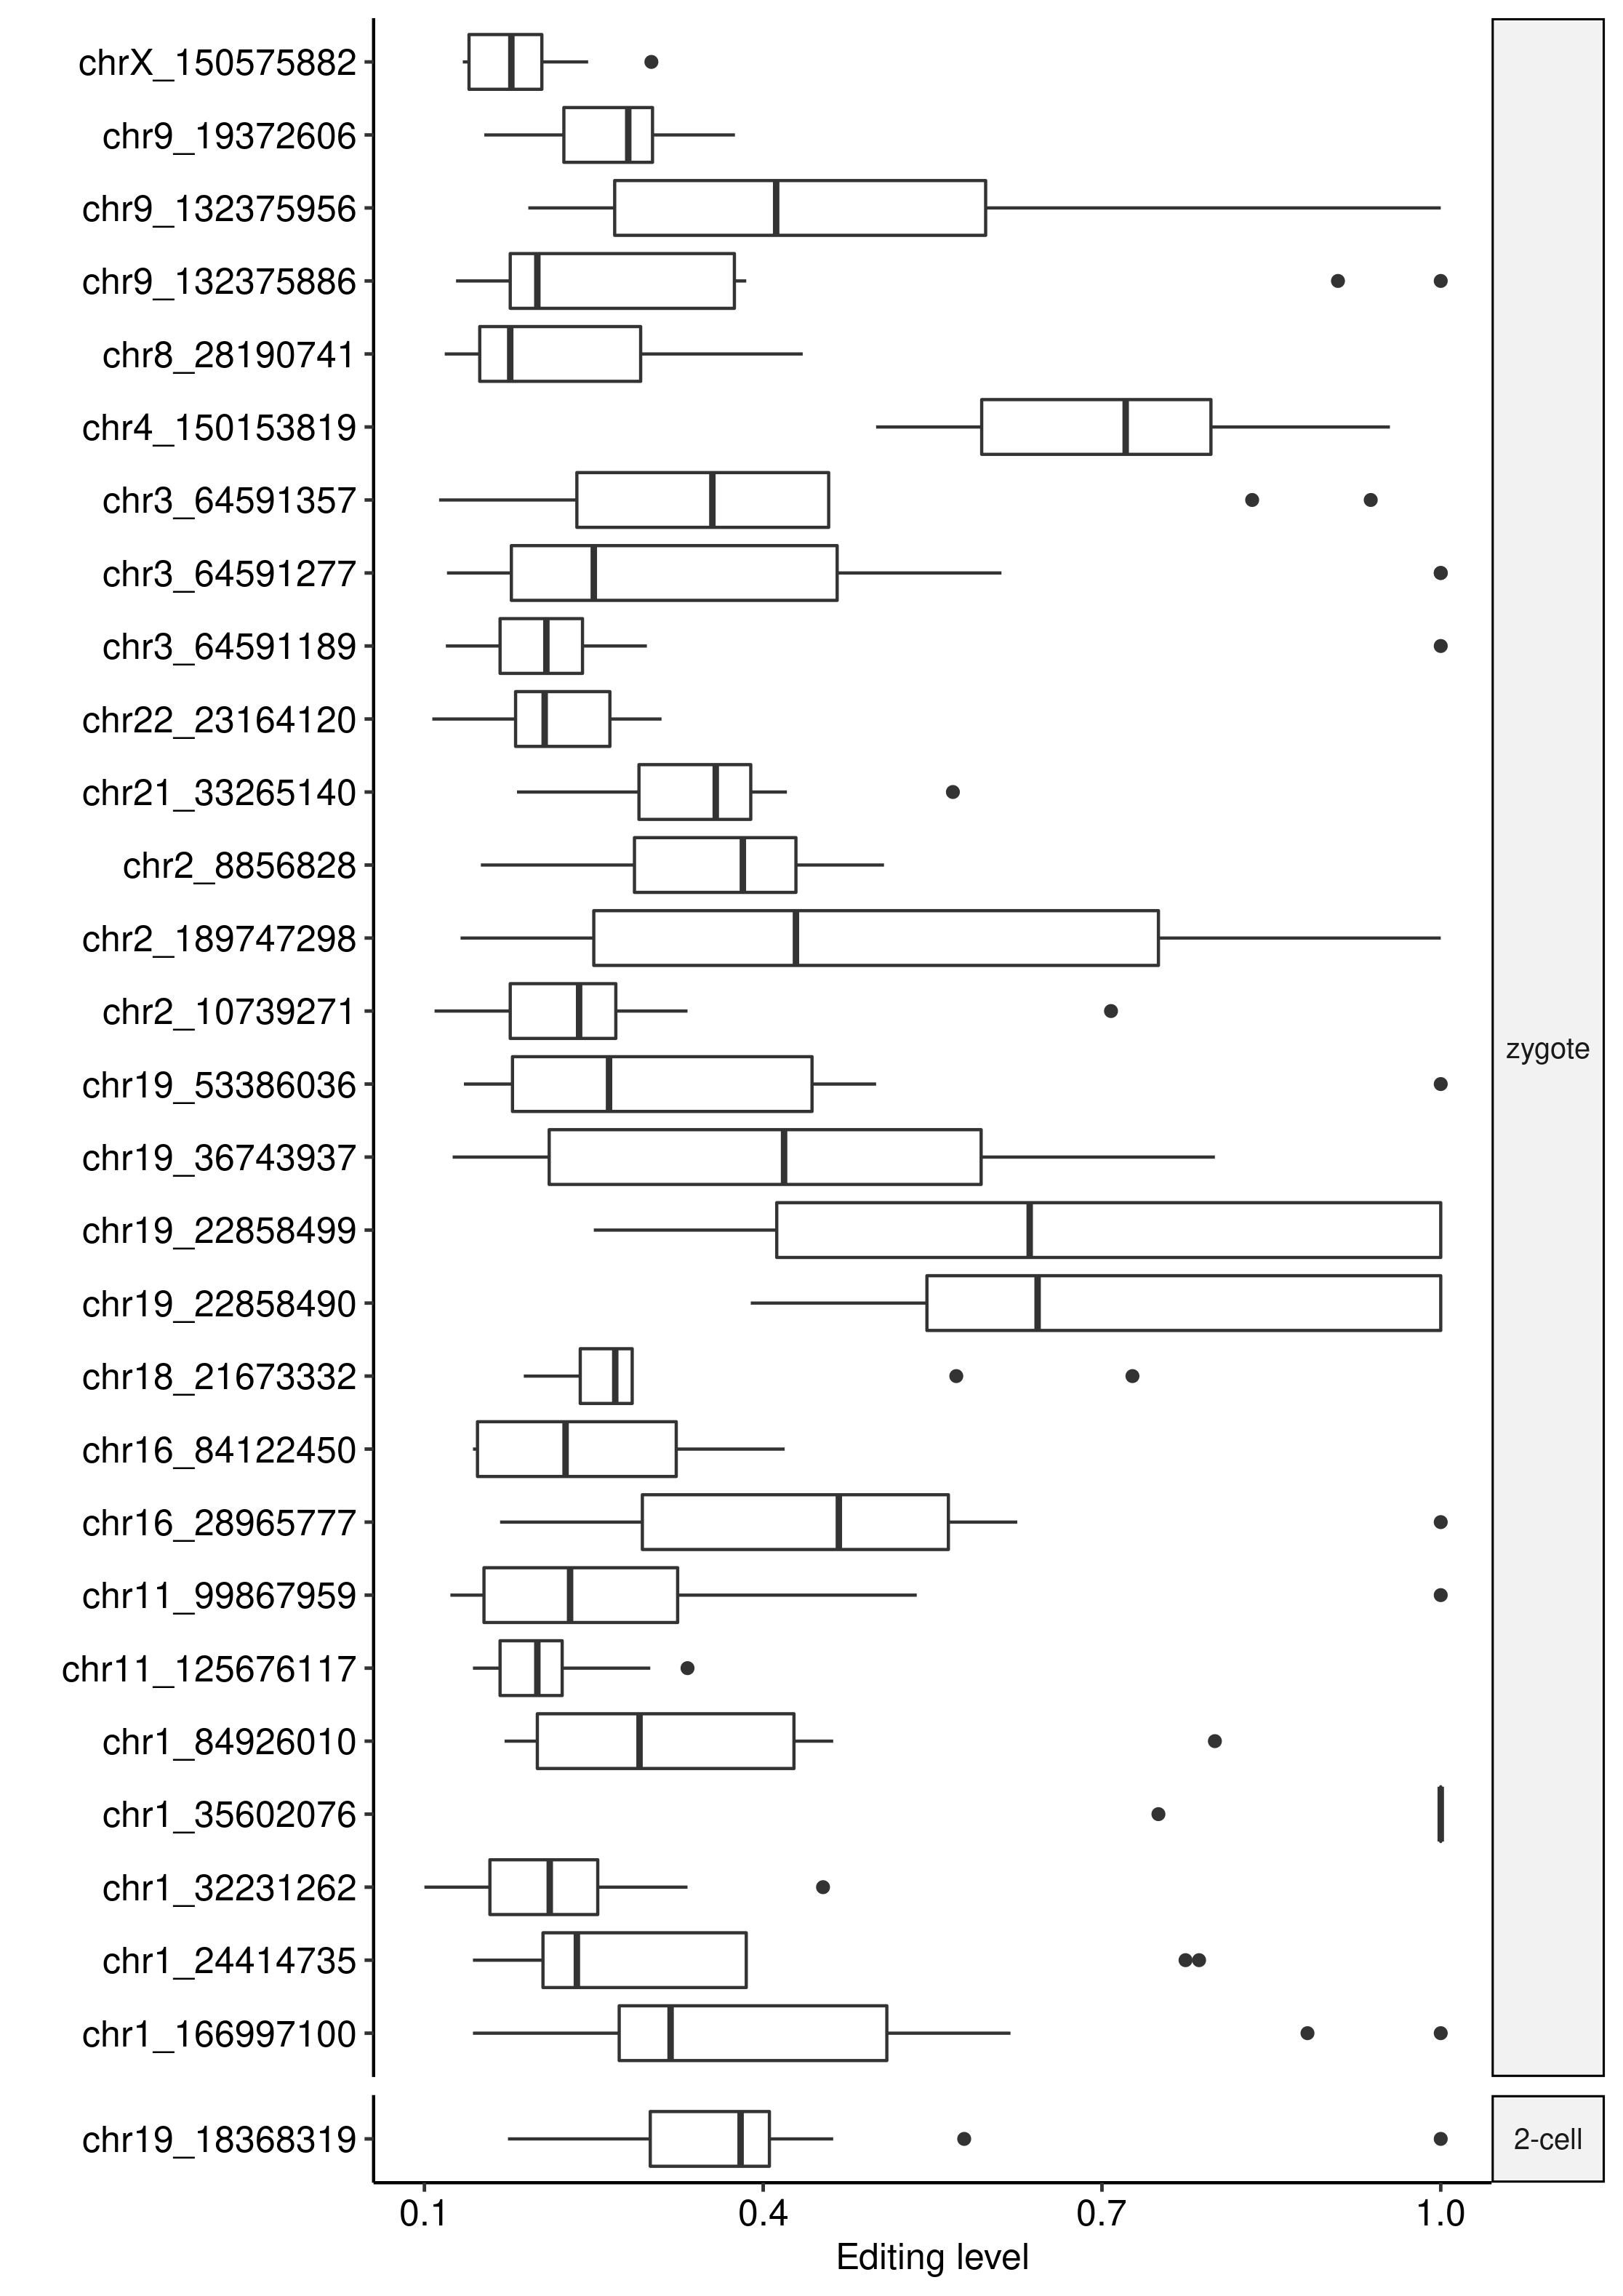 chrX_150575882
chr9_19372606
chr9_132375956
chr9_132375886
chr8_28190741
chr4_150153819
chr3_64591357
chr3_64591277
chr3_64591189
chr22_23164120
chr21_33265140
chr2_8856828
chr2_189747298
chr2_10739271
zygote
chr19_53386036
chr19_36743937
chr19_22858499
chr19_22858490
chr18_21673332
chr16_84122450
chr16_28965777
chr11_99867959
chr11_125676117
chr1_84926010
chr1_35602076
chr1_32231262
chr1_24414735
chr1_166997100
chr19_18368319
2-cell
0.1 0.4 0.7 1.0
Editing level